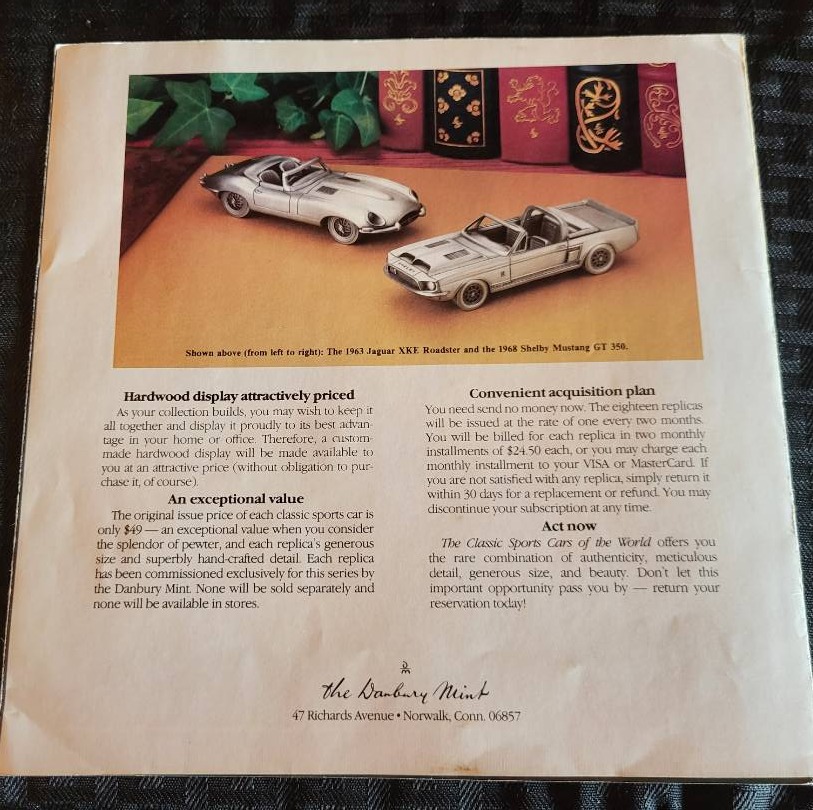 Shown above (from left to right): The 1963 Jaguar XKE Roadster and the 1968 Shelby Mustang GT 350.
Hardwood display attractively priced
As your collection builds, you may wish to keep it
all together and display it proudly to its best advan-
tage in your home or office. Therefore, a custom-
made hardwood display will be made available to
you at an attractive price (without obligation to pur-
chase it, of course).
An exceptional value
The original issue price of each classic sports car is
only $49 — an exceptional value when you consider
the splendor of pewter, and each replica's generous
size and superbly hand-crafted detail. Each replica
has been commissioned exclusively for this series by
the Danbury Mint. None will be sold separately and
none will be available in stores.
Convenient acquisition plan
You need send no money now. The eighteen replicas
will be issued at the rate of one every two months.
You will be billed for each replica in two monthly
installments of $24.50 each, or you may charge each
monthly installment to your VISA or MasterCard. If
you are not satisfied with any replica, simply return it
within 30 days for a replacement or refund. You may
discontinue your subscription at any time.
Act now
The Classic Sports Cars of the World offers you
the rare combination of authenticity, meticulous
detail, generous size, and beauty. Don't let this
important opportunity pass you by — return your
reservation today!
the Danbury Mint
47 Richards Avenue • Norwalk, Conn. 06857